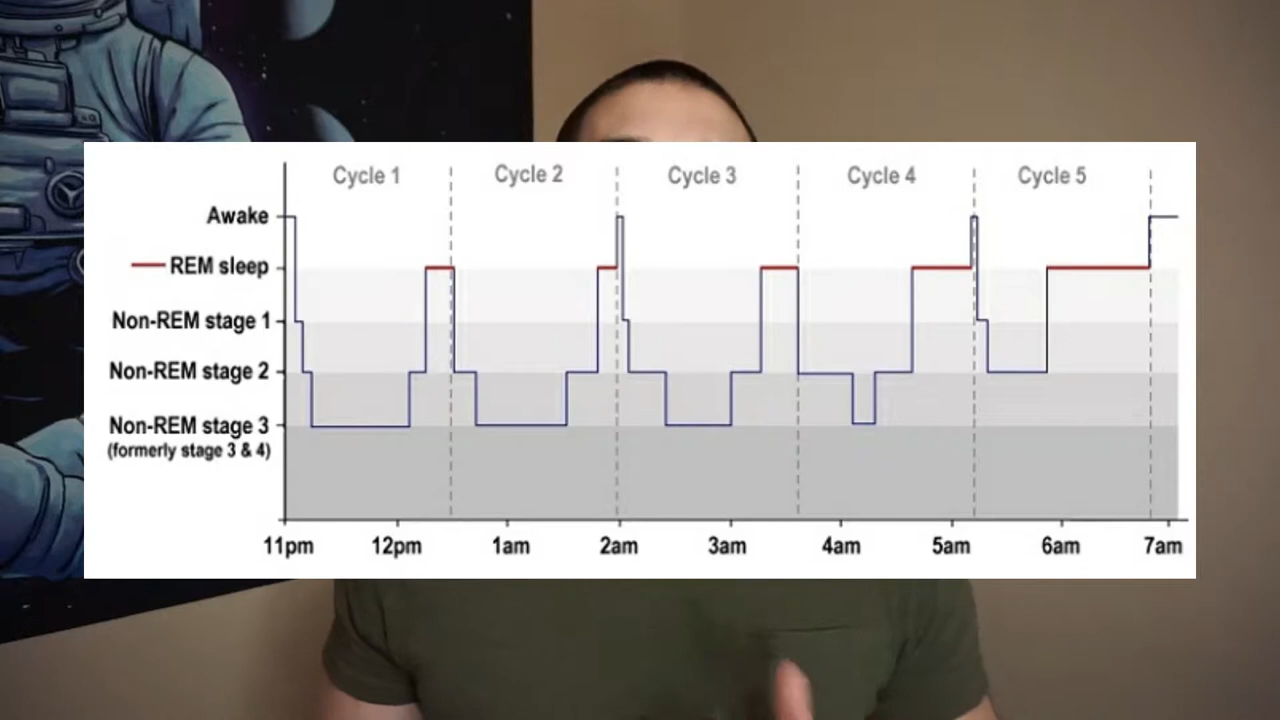 Cycle 1 Cycle 2 Cycle 3 Cycle 4 Cycle 5
Awake
REM sleep
Non-REM stage 1
Non-REM stage 2
Non-REM stage 3
(formerly stage 3 & 4)
11pm 12pm 1am 2am 3am 4am 5am 6am 7am